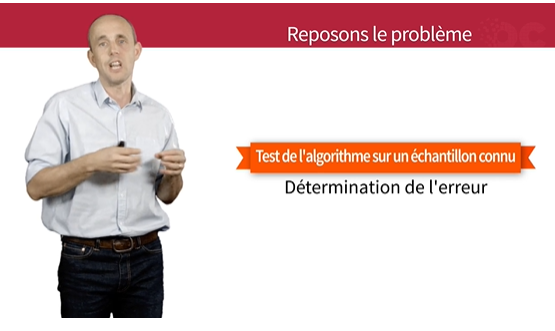 Reposons le problème
Test de l'algorithme sur un échantillon connu
Détermination de l'erreur